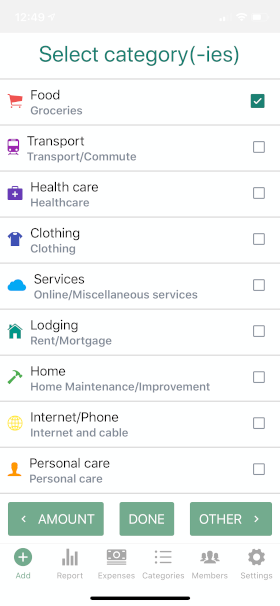 12:49
Select category(-ies)
Food
Groceries
Transport
Transport/Commute
Health care
Healthcare
Clothing
Clothing
Services
Online/Miscellaneous services
Lodging
Rent/Mortgage
Home
Home Maintenance/Improvement
Internet/Phone
Internet and cable
Personal care
Personal care
‹ AMOUNT DONE OTHER ›
Add Report Expenses Categories Members Settings